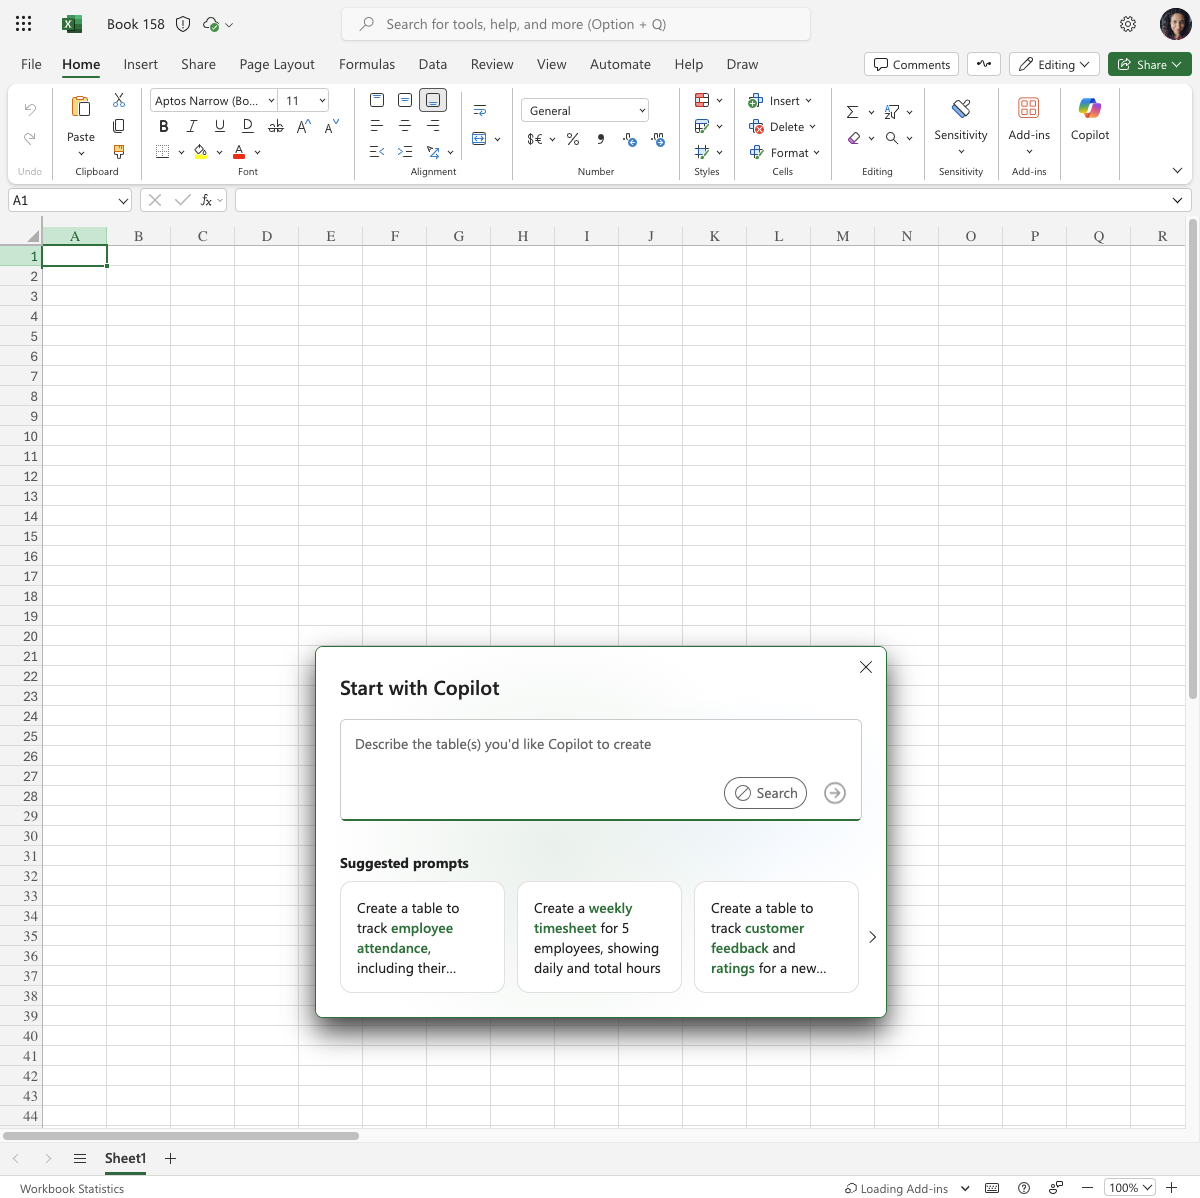 Book 158
Search for tools, help, and more (Option + Q)
File Home Insert Share Page Layout Formulas Data Review View Automate Help Draw
Comments Editing Share
Undo
Paste
Clipboard
Aptos Narrow (Bo... 11
B I U D ab A A
A
Font
Alignment
General
$€ % ,
Number
Styles
Insert
Delete
Format
Cells
Editing
Sensitivity
Sensitivity
Add-ins
Add-ins
Copilot
A1
fx
A B C D E F G H I J K L M N O P Q R
1
2
3
4
5
6
7
8
9
10
11
12
13
14
15
16
17
18
19
20
21
22
23
24
25
26
27
28
29
30
31
32
33
34
35
36
37
38
39
40
41
42
43
44
Start with Copilot
Describe the table(s) you'd like Copilot to create
Search
Suggested prompts
Create a table to
track employee
attendance,
including their...
Create a weekly
timesheet for 5
employees, showing
daily and total hours
Create a table to
track customer
feedback and
ratings for a new...
Sheet1
Workbook Statistics
Loading Add-ins
100%